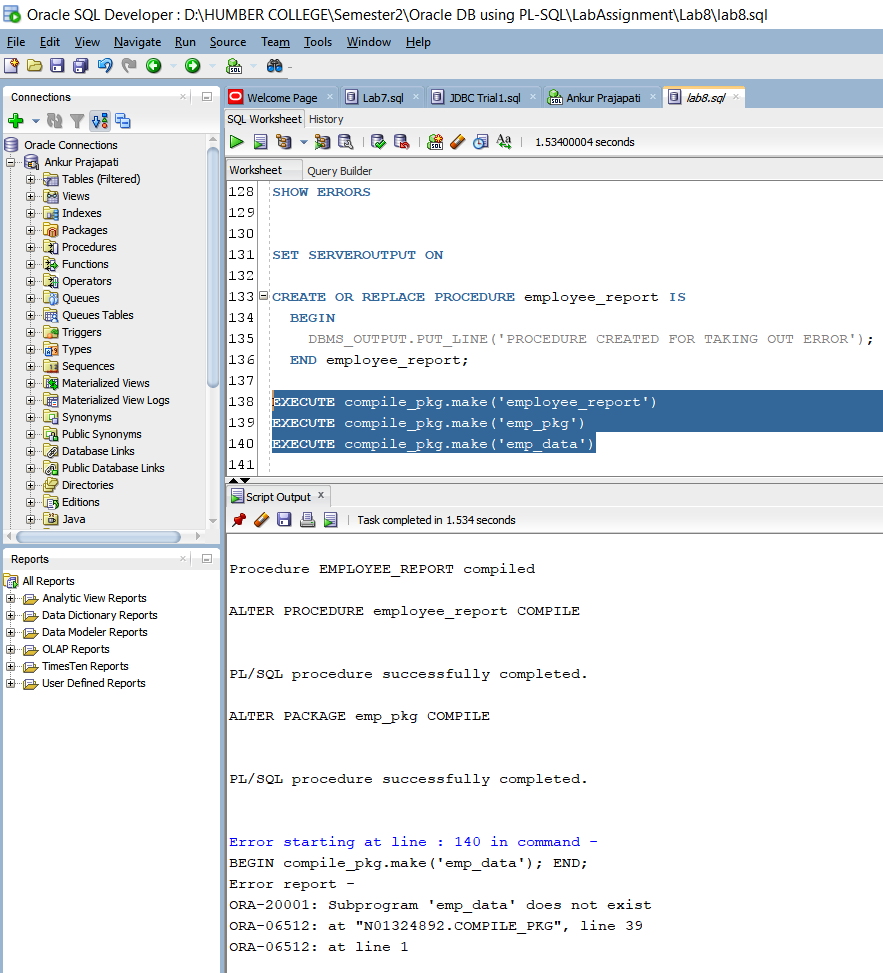 Oracle SQL Developer : D:\HUMBER COLLEGE\Semester2\Oracle DB using PL-SQL\LabAssignment\Lab8\lab8.sql
File Edit View Navigate Run Source Team Tools Window Help
Connections
Oracle Connections
Ankur Prajapati
Tables (Filtered)
Views
Indexes
Packages
Procedures
Functions
Operators
Queues
Queues Tables
Triggers
Types
Sequences
Materialized Views
Materialized View Logs
Synonyms
Public Synonyms
Database Links
Public Database Links
Directories
Editions
Java
Reports
All Reports
Analytic View Reports
Data Dictionary Reports
Data Modeler Reports
OLAP Reports
TimesTen Reports
User Defined Reports
Welcome Page Lab7.sql JDBC Trial1.sql Ankur Prajapati lab8.sql
SQL Worksheet History
1.53400004 seconds
Worksheet Query Builder
128 SHOW ERRORS
129
130
131 SET SERVEROUTPUT ON
132
133 CREATE OR REPLACE PROCEDURE employee_report IS
134 BEGIN
135 DBMS_OUTPUT.PUT_LINE('PROCEDURE CREATED FOR TAKING OUT ERROR');
136 END employee_report;
137
138 EXECUTE compile_pkg.make('employee_report')
139 EXECUTE compile_pkg.make('emp_pkg')
140 EXECUTE compile_pkg.make('emp_data')
141
Script Output x
Task completed in 1.534 seconds
Procedure EMPLOYEE_REPORT compiled
ALTER PROCEDURE employee_report COMPILE
PL/SQL procedure successfully completed.
ALTER PACKAGE emp_pkg COMPILE
PL/SQL procedure successfully completed.
Error starting at line : 140 in command -
BEGIN compile_pkg.make('emp_data'); END;
Error report -
ORA-20001: Subprogram 'emp_data' does not exist
ORA-06512: at "N01324892.COMPILE_PKG", line 39
ORA-06512: at line 1